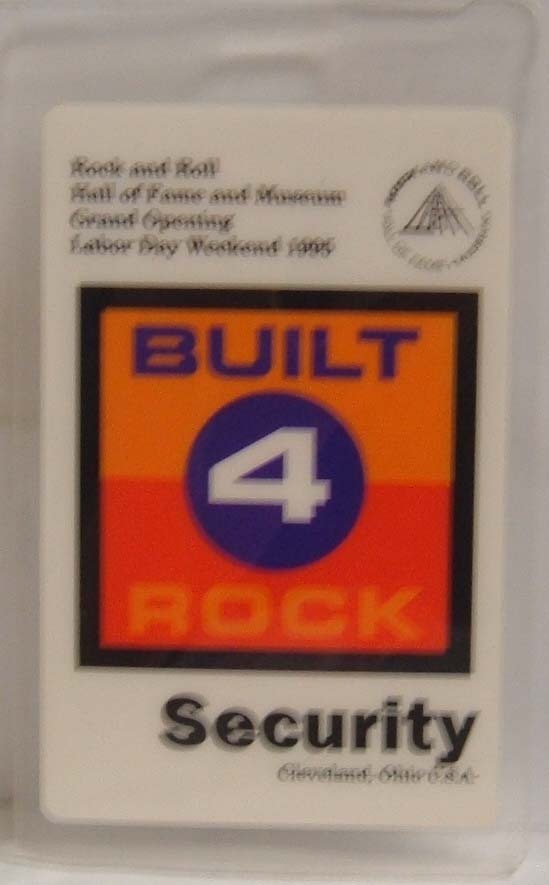 Rock and Roll
Hall of Fame and Museum
Grand Opening
Labor Day Weekend 1995
BUILT
4
ROCK
Security
Cleveland, Ohio U.S.A.